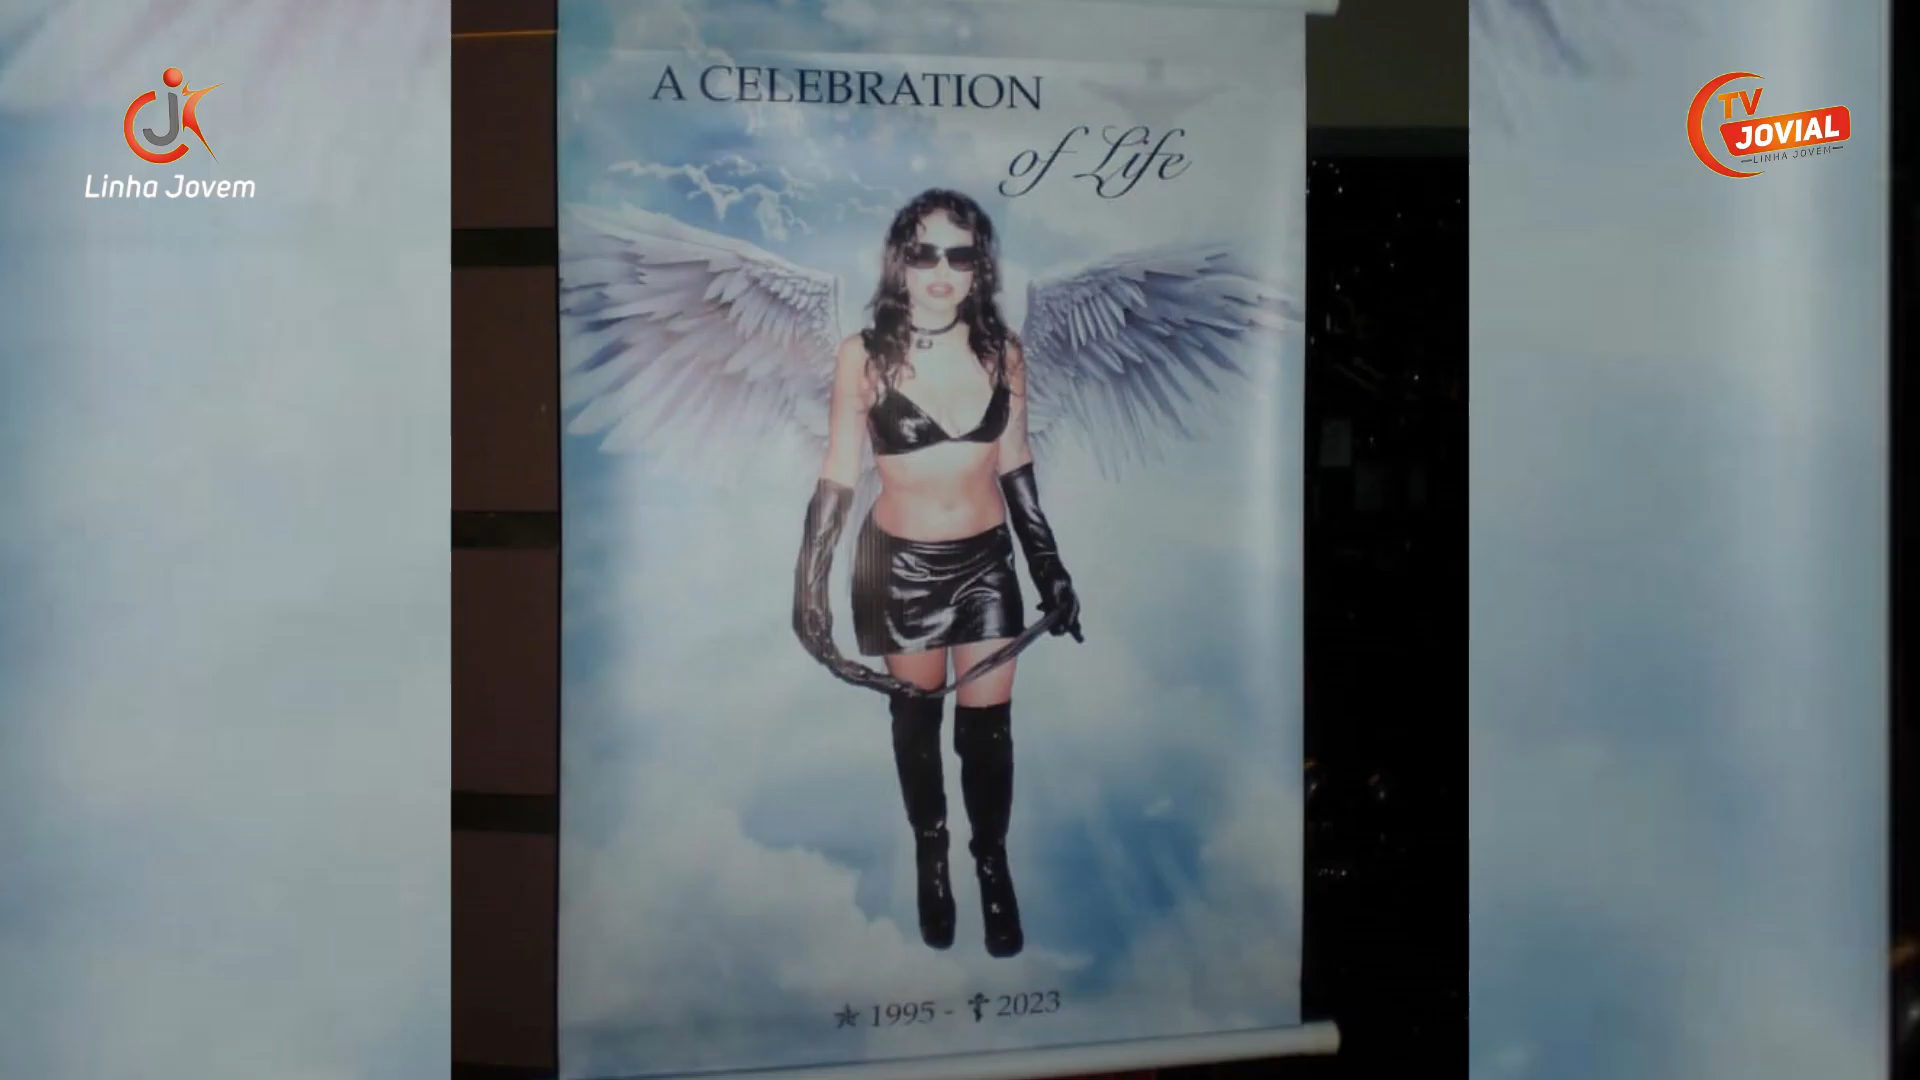 A CELEBRATION
of Life
1995 - 2023
Linha Jovem
TV
JOVIAL
LINHA JOVEM